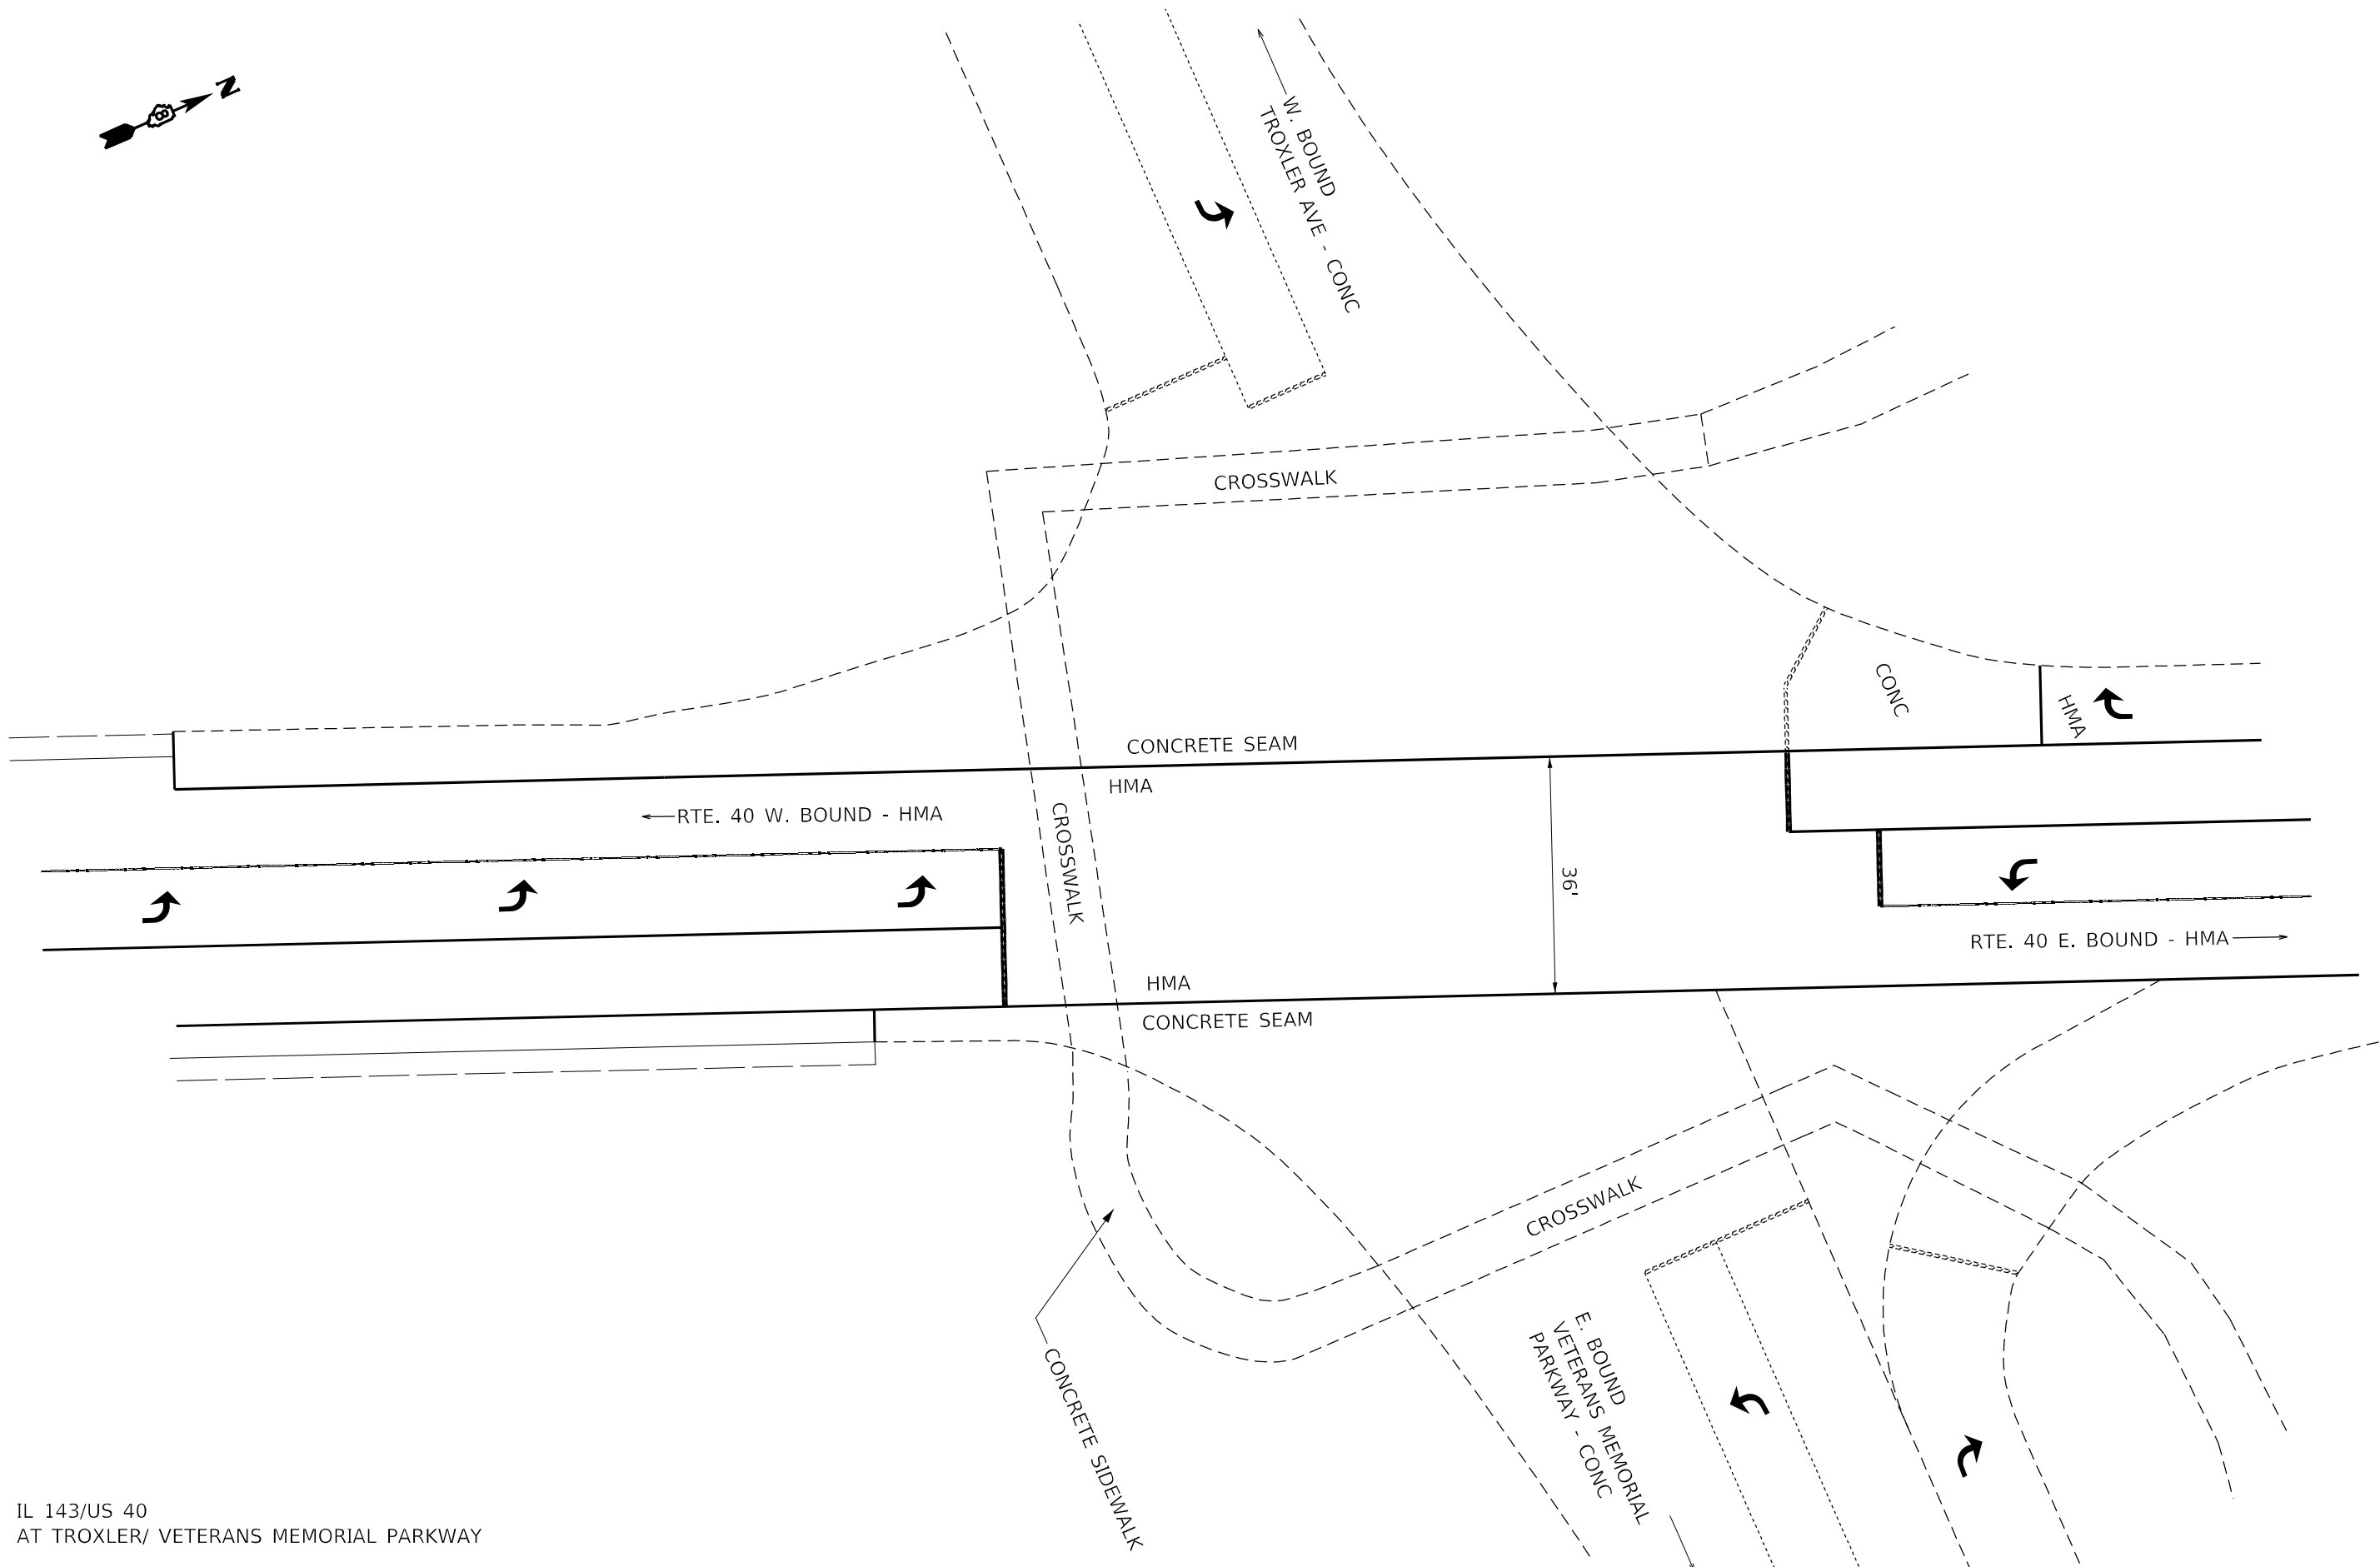 N
W. BOUND
TROXLER AVE - CONC
CROSSWALK
CONC
HMA
CONCRETE SEAM
HMA
RTE. 40 W. BOUND - HMA
CROSSWALK
36'
RTE. 40 E. BOUND - HMA
HMA
CONCRETE SEAM
CROSSWALK
E. BOUND
VETERANS MEMORIAL
PARKWAY - CONC
CONCRETE SIDEWALK
IL 143/US 40
AT TROXLER/ VETERANS MEMORIAL PARKWAY